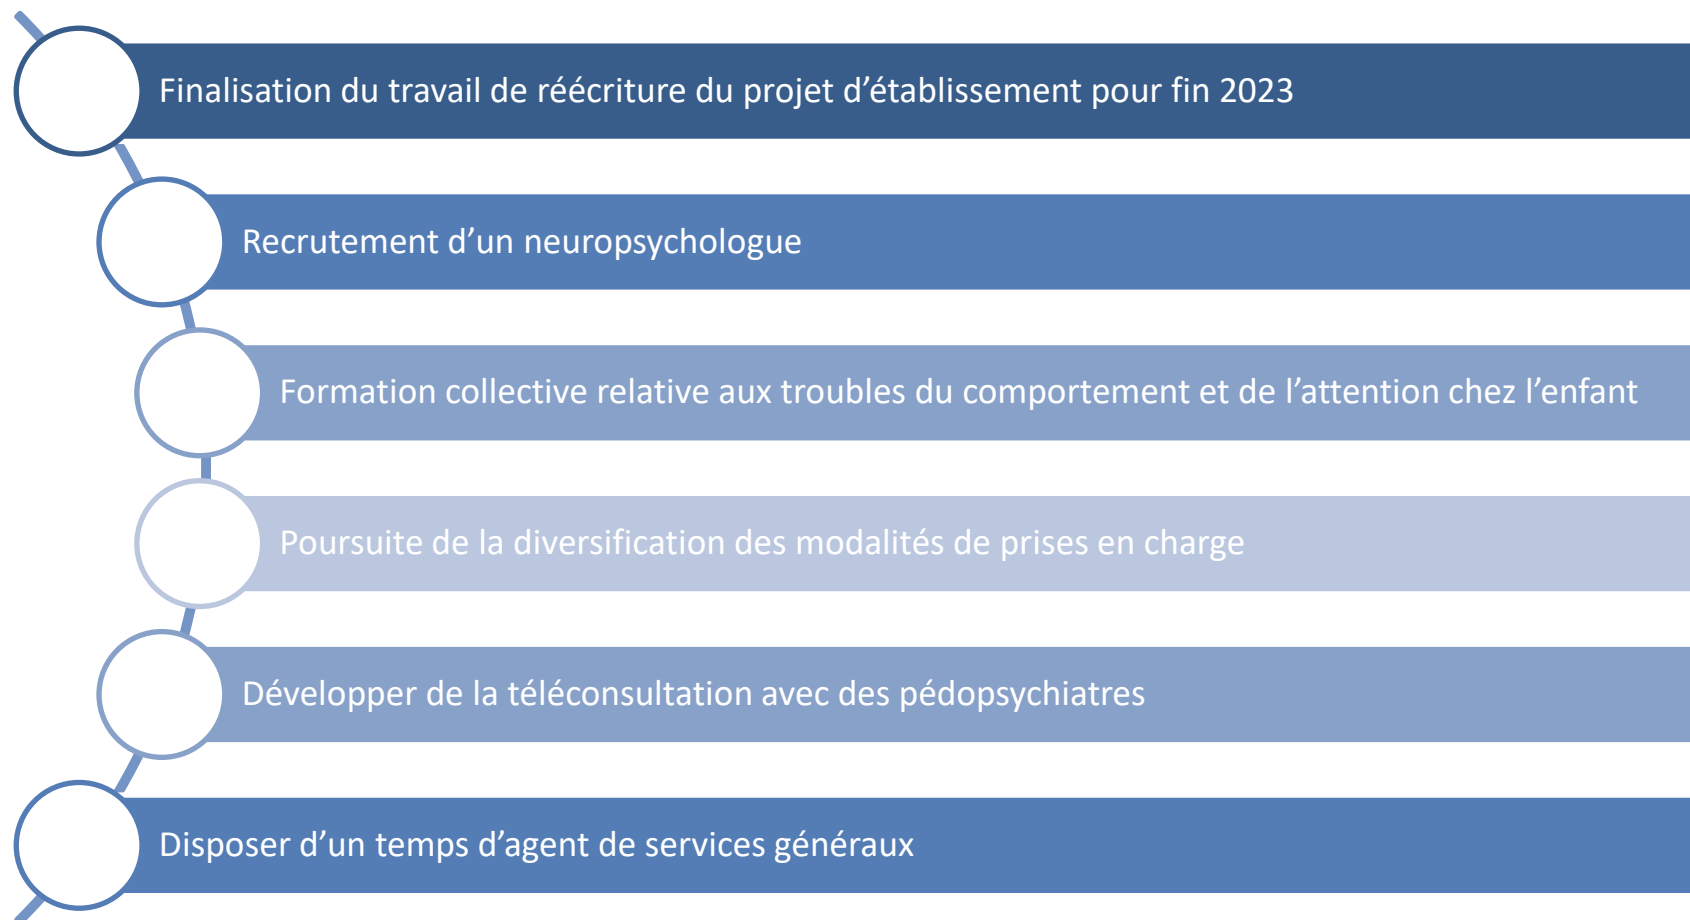 Finalisation du travail de réécriture du projet d’établissement pour fin 2023
Recrutement d’un neuropsychologue
Formation collective relative aux troubles du comportement et de l’attention chez l’enfant
Poursuite de la diversification des modalités de prises en charge
Développer de la téléconsultation avec des pédopsychiatres
Disposer d’un temps d’agent de services généraux